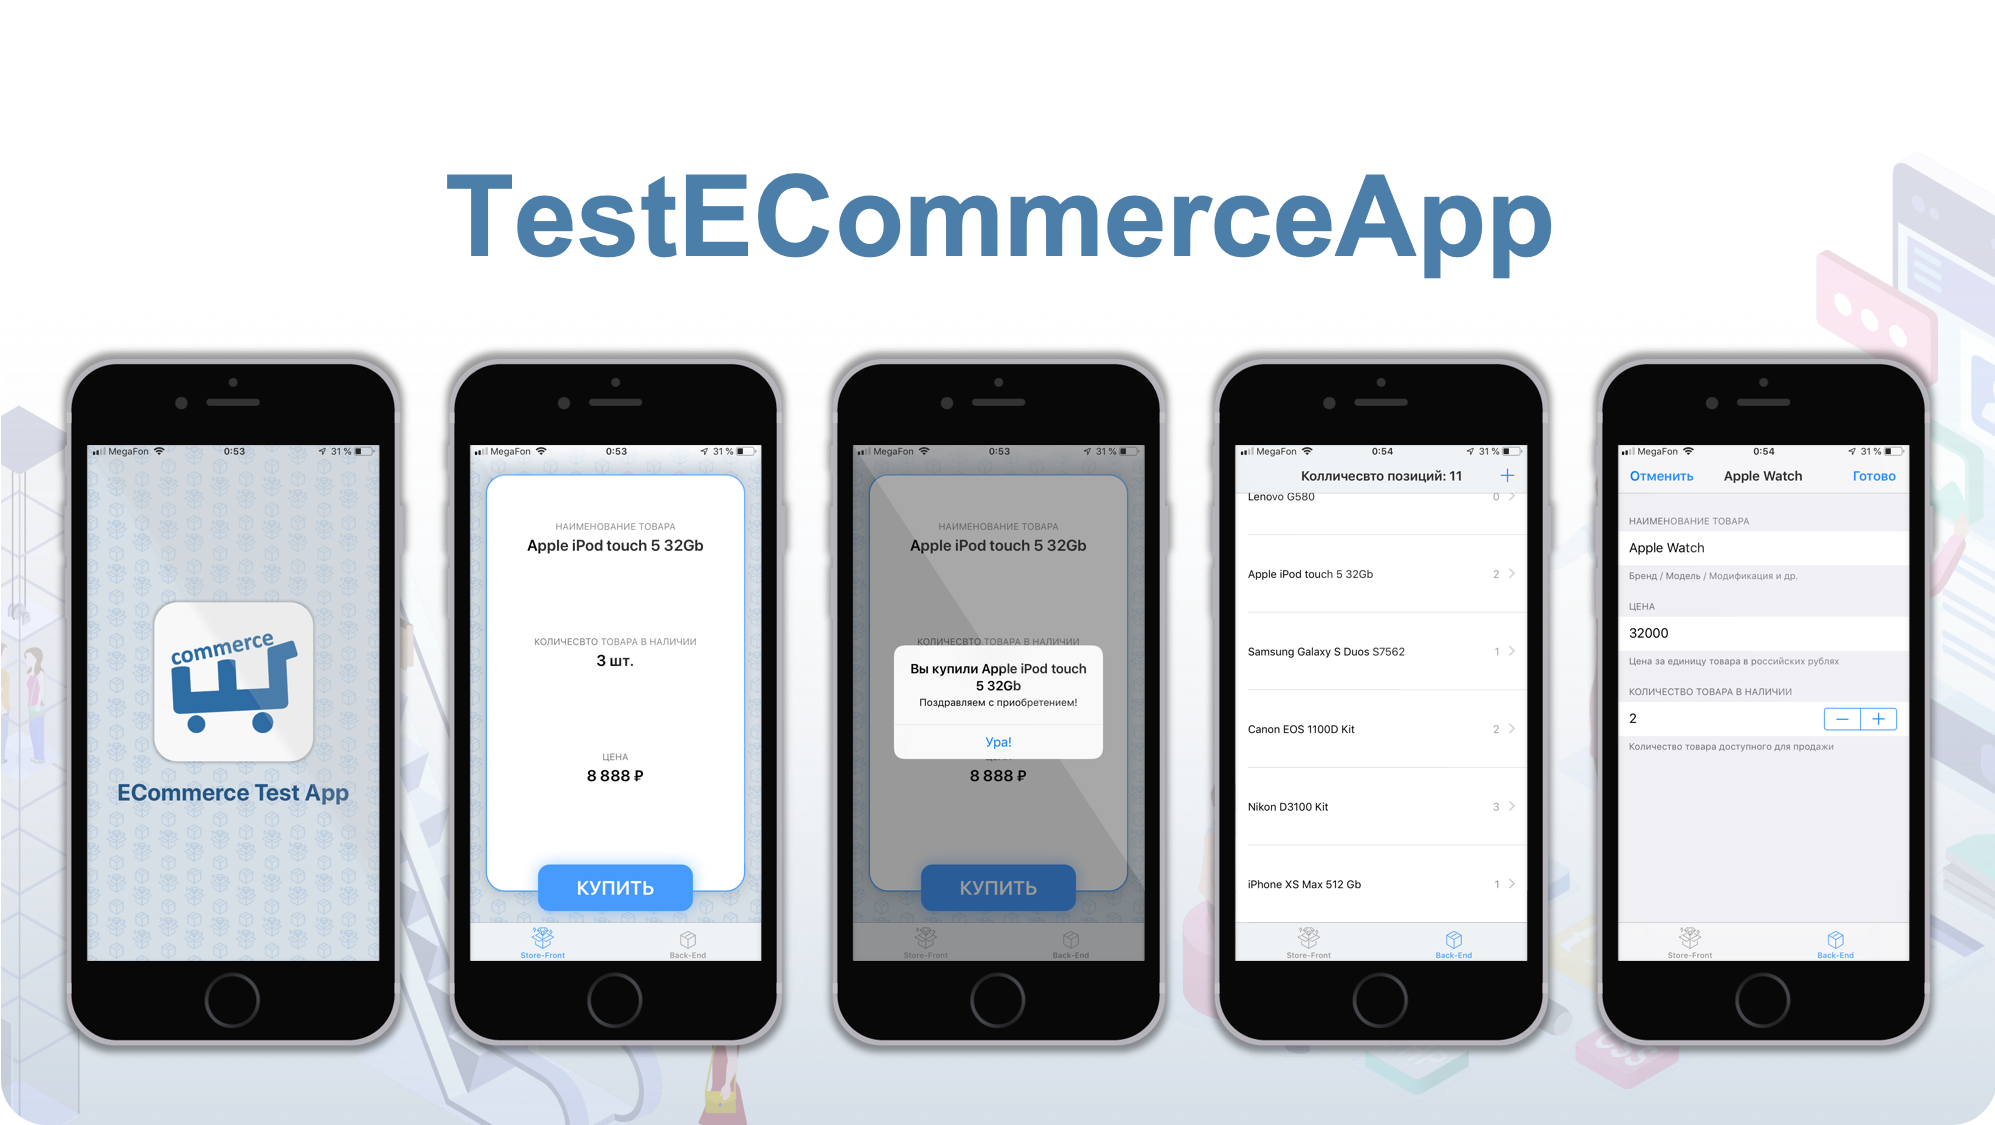 TestECommerceApp
MegaFon 0:53 31 %
commerce
ECommerce Test App
MegaFon 0:53 31 %
НАИМЕНОВАНИЕ ТОВАРА
Apple iPod touch 5 32Gb
КОЛИЧЕСВТО ТОВАРА В НАЛИЧИИ
3 шт.
ЦЕНА
8 888 ₽
КУПИТЬ
Store-Front Back-End
MegaFon 0:53 31 %
НАИМЕНОВАНИЕ ТОВАРА
Apple iPod touch 5 32Gb
КОЛИЧЕСВТО ТОВАРА В НАЛИЧИИ
Вы купили Apple iPod touch
5 32Gb
Поздравляем с приобретением!
Ура!
ЦЕНА
8 888 ₽
КУПИТЬ
Store-Front Back-End
MegaFon 0:54 31 %
Колличесвто позиций: 11 +
Lenovo G580 0
Apple iPod touch 5 32Gb 2
Samsung Galaxy S Duos S7562 1
Canon EOS 1100D Kit 2
Nikon D3100 Kit 3
iPhone XS Max 512 Gb 1
Store-Front Back-End
MegaFon 0:54 31 %
Отменить Apple Watch Готово
НАИМЕНОВАНИЕ ТОВАРА
Apple Watch
Бренд / Модель / Модификация и др.
ЦЕНА
32000
Цена за единицу товара в российских рублях
КОЛИЧЕСТВО ТОВАРА В НАЛИЧИИ
2 − +
Количество товара доступного для продажи
Store-Front Back-End
CSS